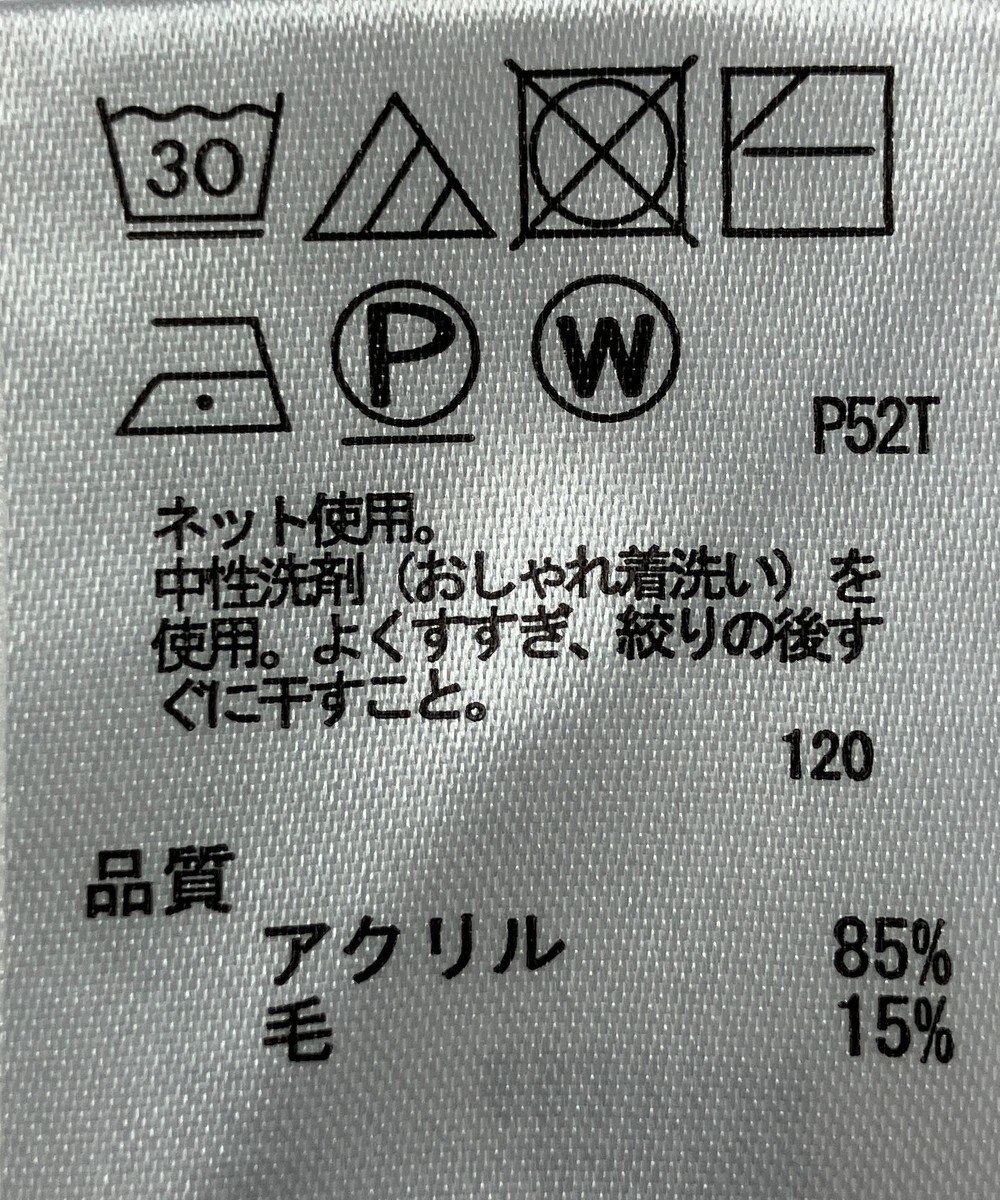 30
P W
P52T
ネット使用。
中性洗剤（おしゃれ着洗い）を
使用。よくすすぎ、絞りの後す
ぐに干すこと。
120
品質
アクリル 85%
毛 15%